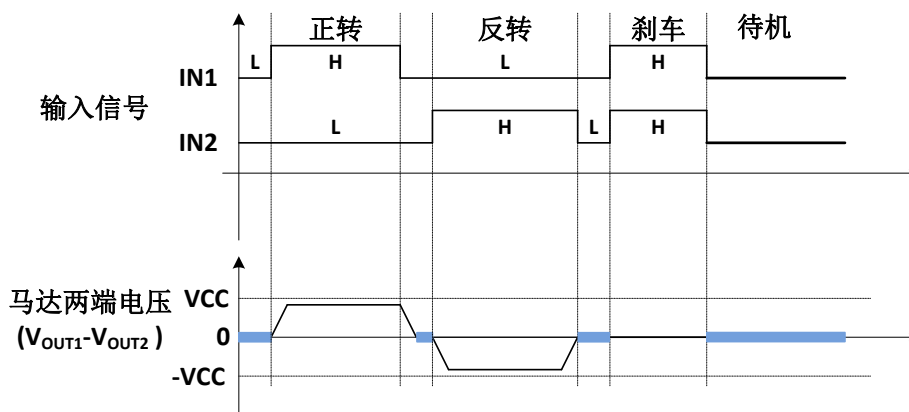 正转 反转 刹车 待机
L H L H
IN1
输入信号
L H L H
IN2
马达两端电压 VCC
(VOUT1-VOUT2 ) 0
-VCC